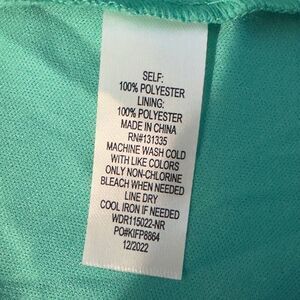 SELF:
100% POLYESTER
LINING:
100% POLYESTER
MADE IN CHINA
RN#131335
MACHINE WASH COLD
WITH LIKE COLORS
ONLY NON-CHLORINE
BLEACH WHEN NEEDED
LINE DRY
COOL IRON IF NEEDED
WDR115022-NR
PO#KIFP8864
12/2022